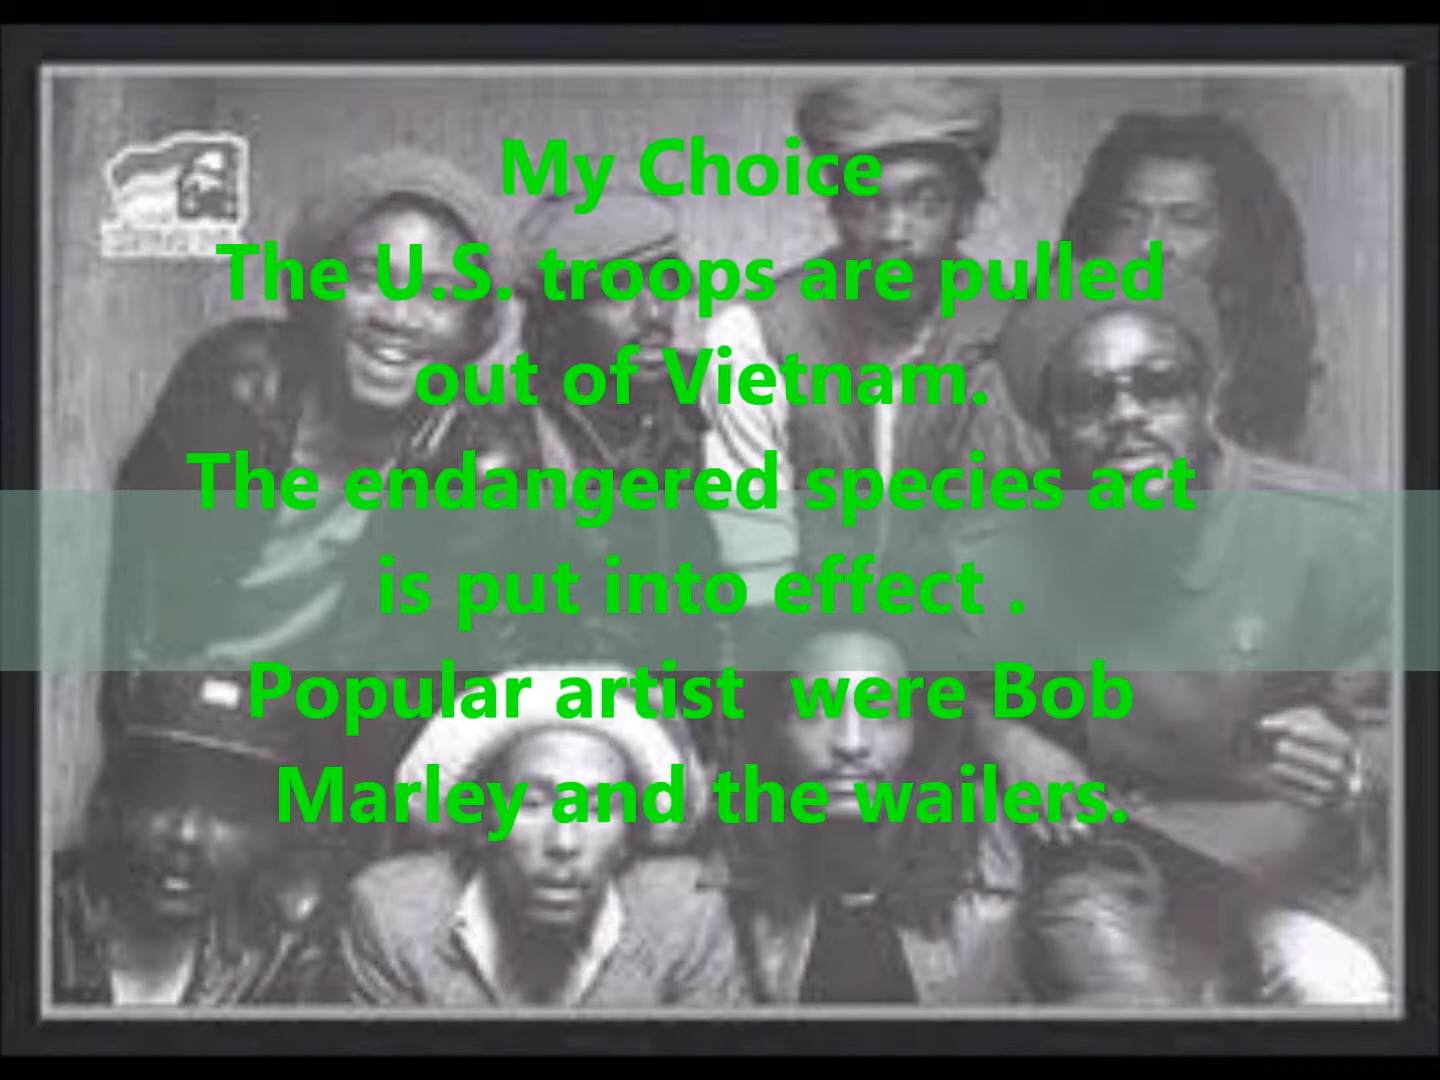 My Choice
The U.S. troops are pulled
out of Vietnam.
The endangered species act
is put into effect .
Popular artist  were Bob
Marley and the wailers.